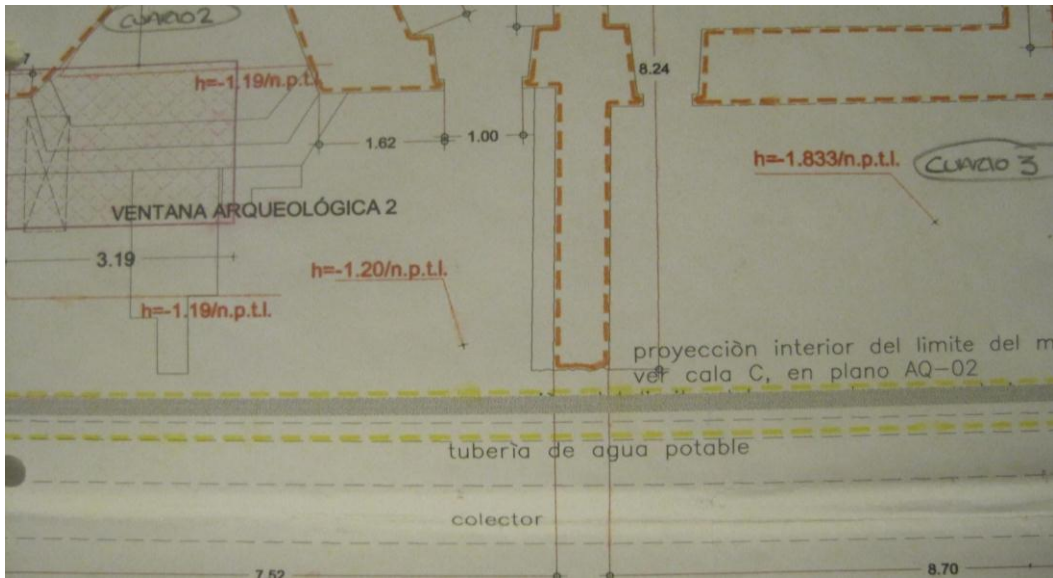 CUARTO 2
h=-1.19/n.p.t.l.
8.24
1.62
1.00
h=-1.833/n.p.t.l.
CUARTO 3
VENTANA ARQUEOLÓGICA 2
3.19
h=-1.20/n.p.t.l.
h=-1.19/n.p.t.l.
proyecciòn interior del limite del m
ver cala C, en plano AQ-02
tuberìa de agua potable
colector
7.52
8.70